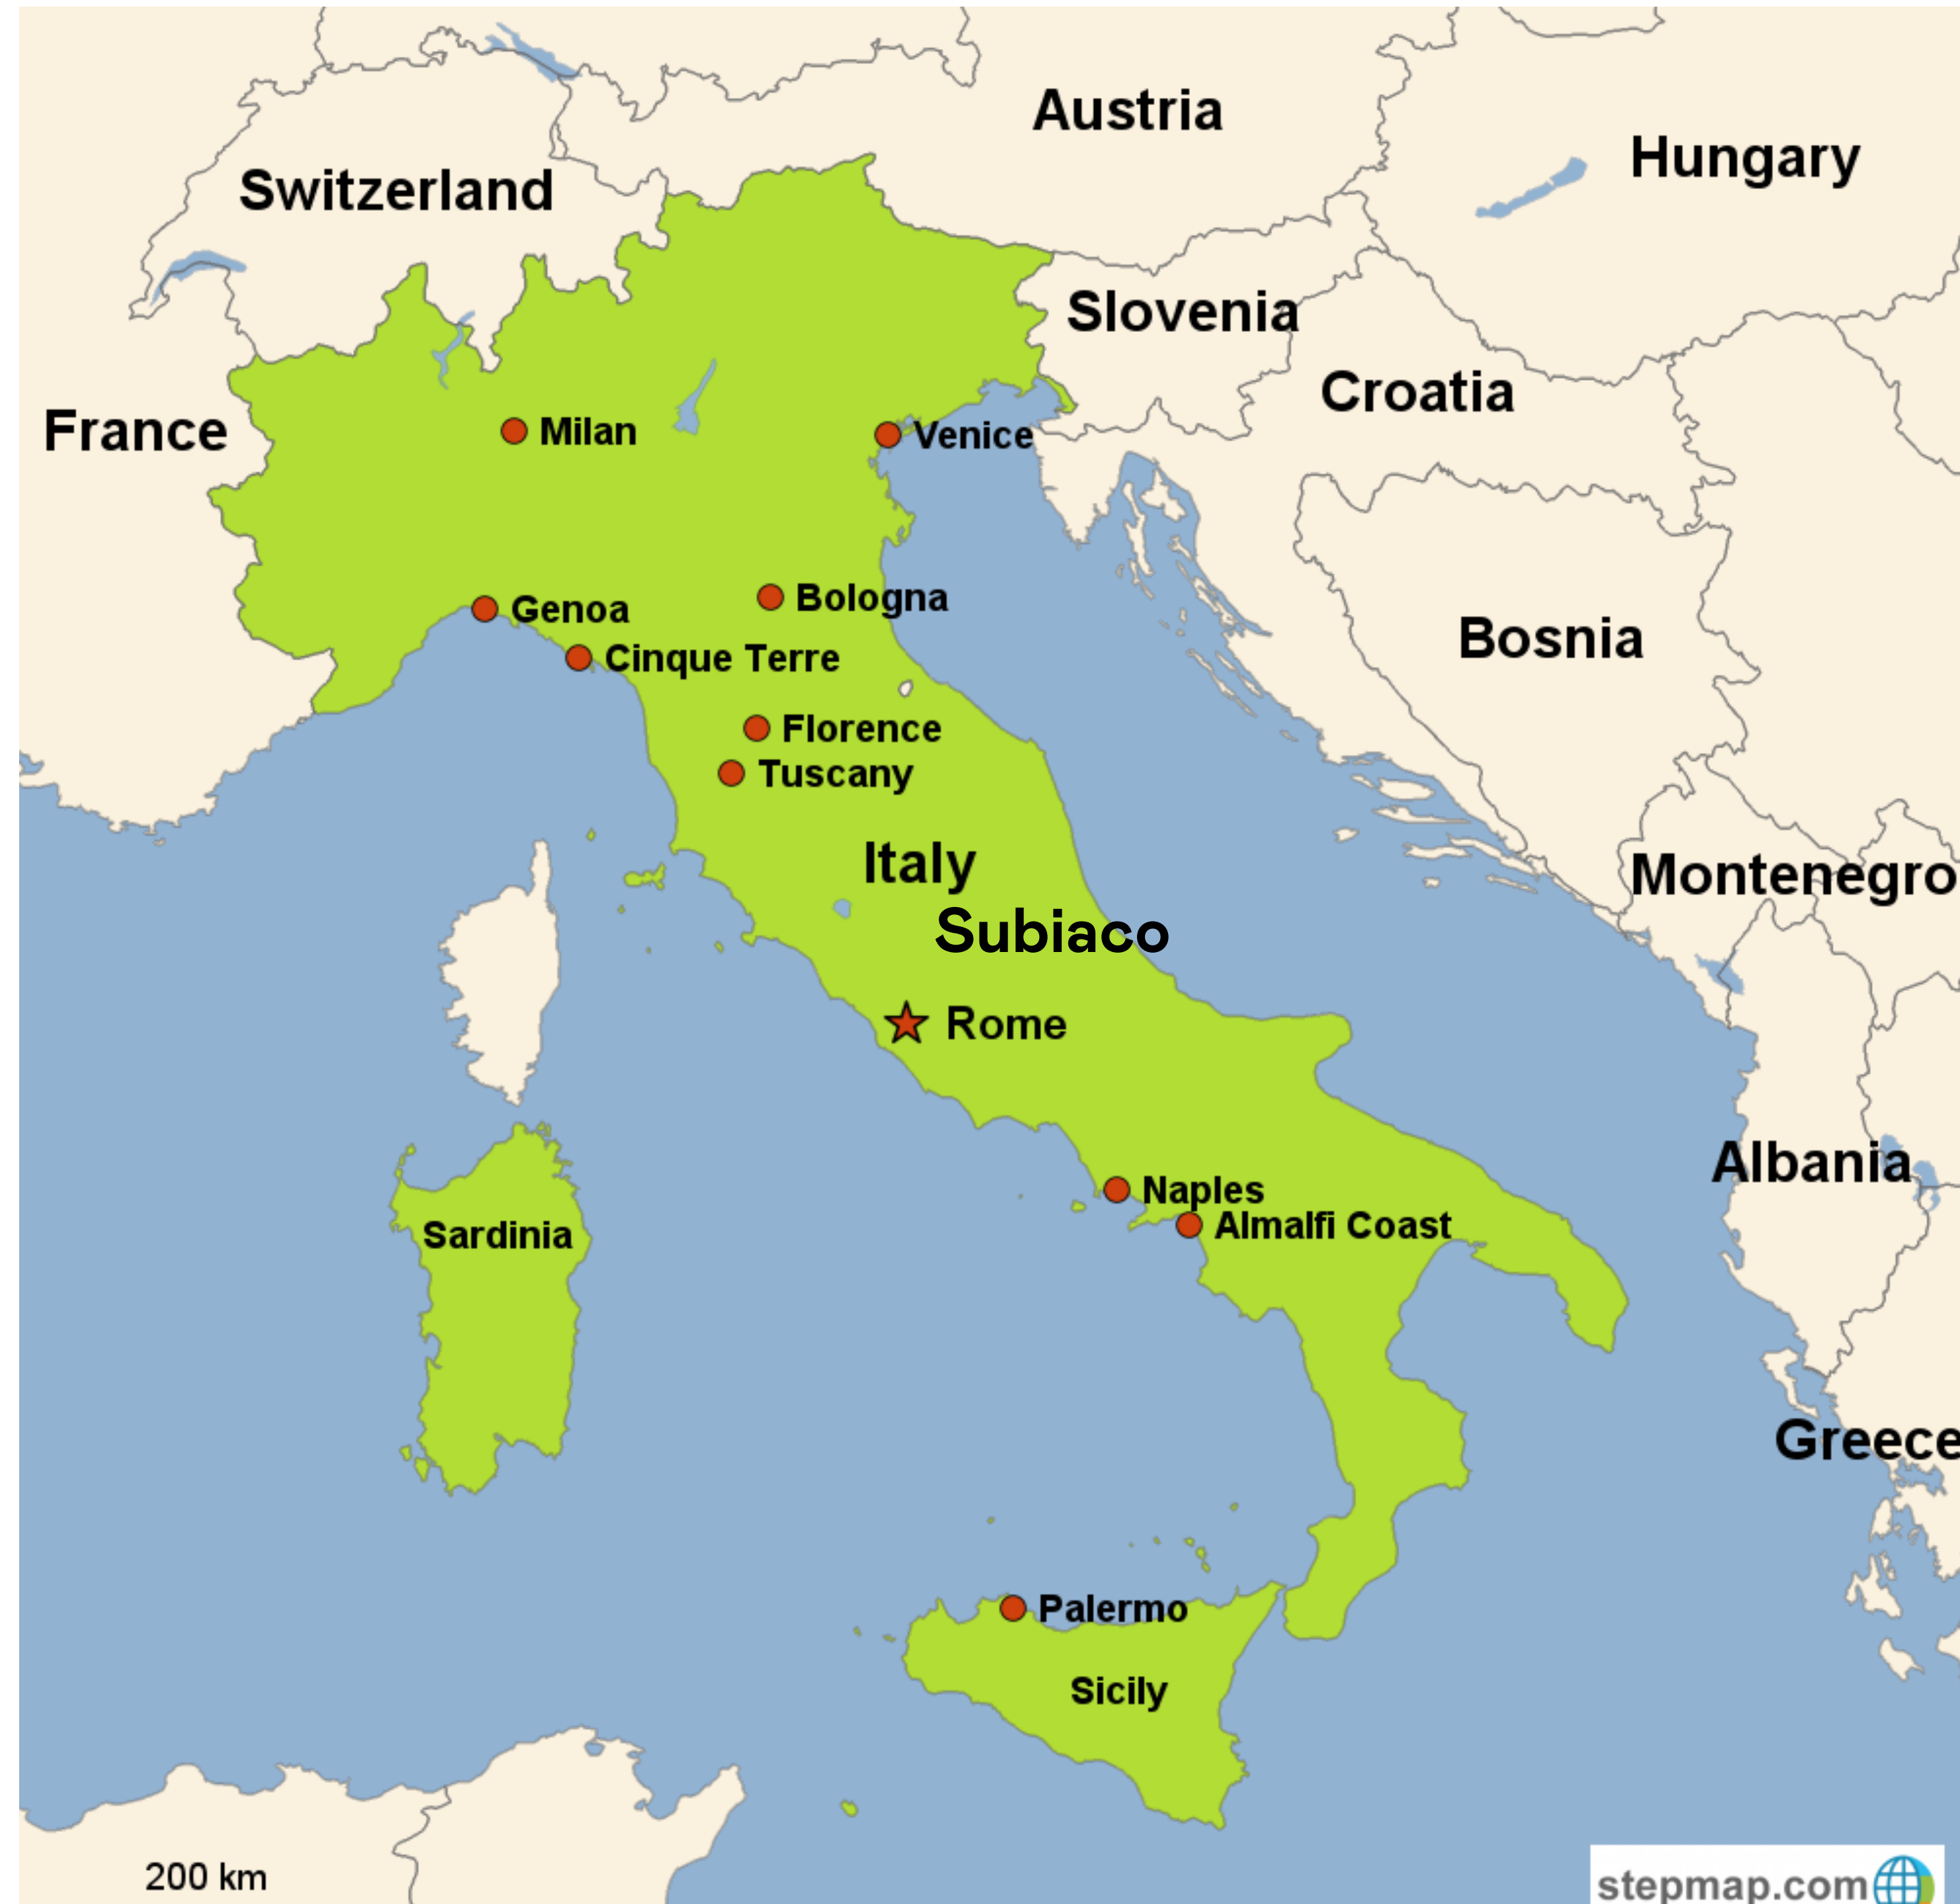 Austria
Hungary
Switzerland
Slovenia
Croatia
France
Milan
Venice
Bologna
Genoa
Bosnia
Cinque Terre
Florence
Tuscany
Italy
Montenegro
Subiaco
Rome
Albania
Naples
Almalfi Coast
Sardinia
Greece
Palermo
Sicily
200 km
stepmap.com